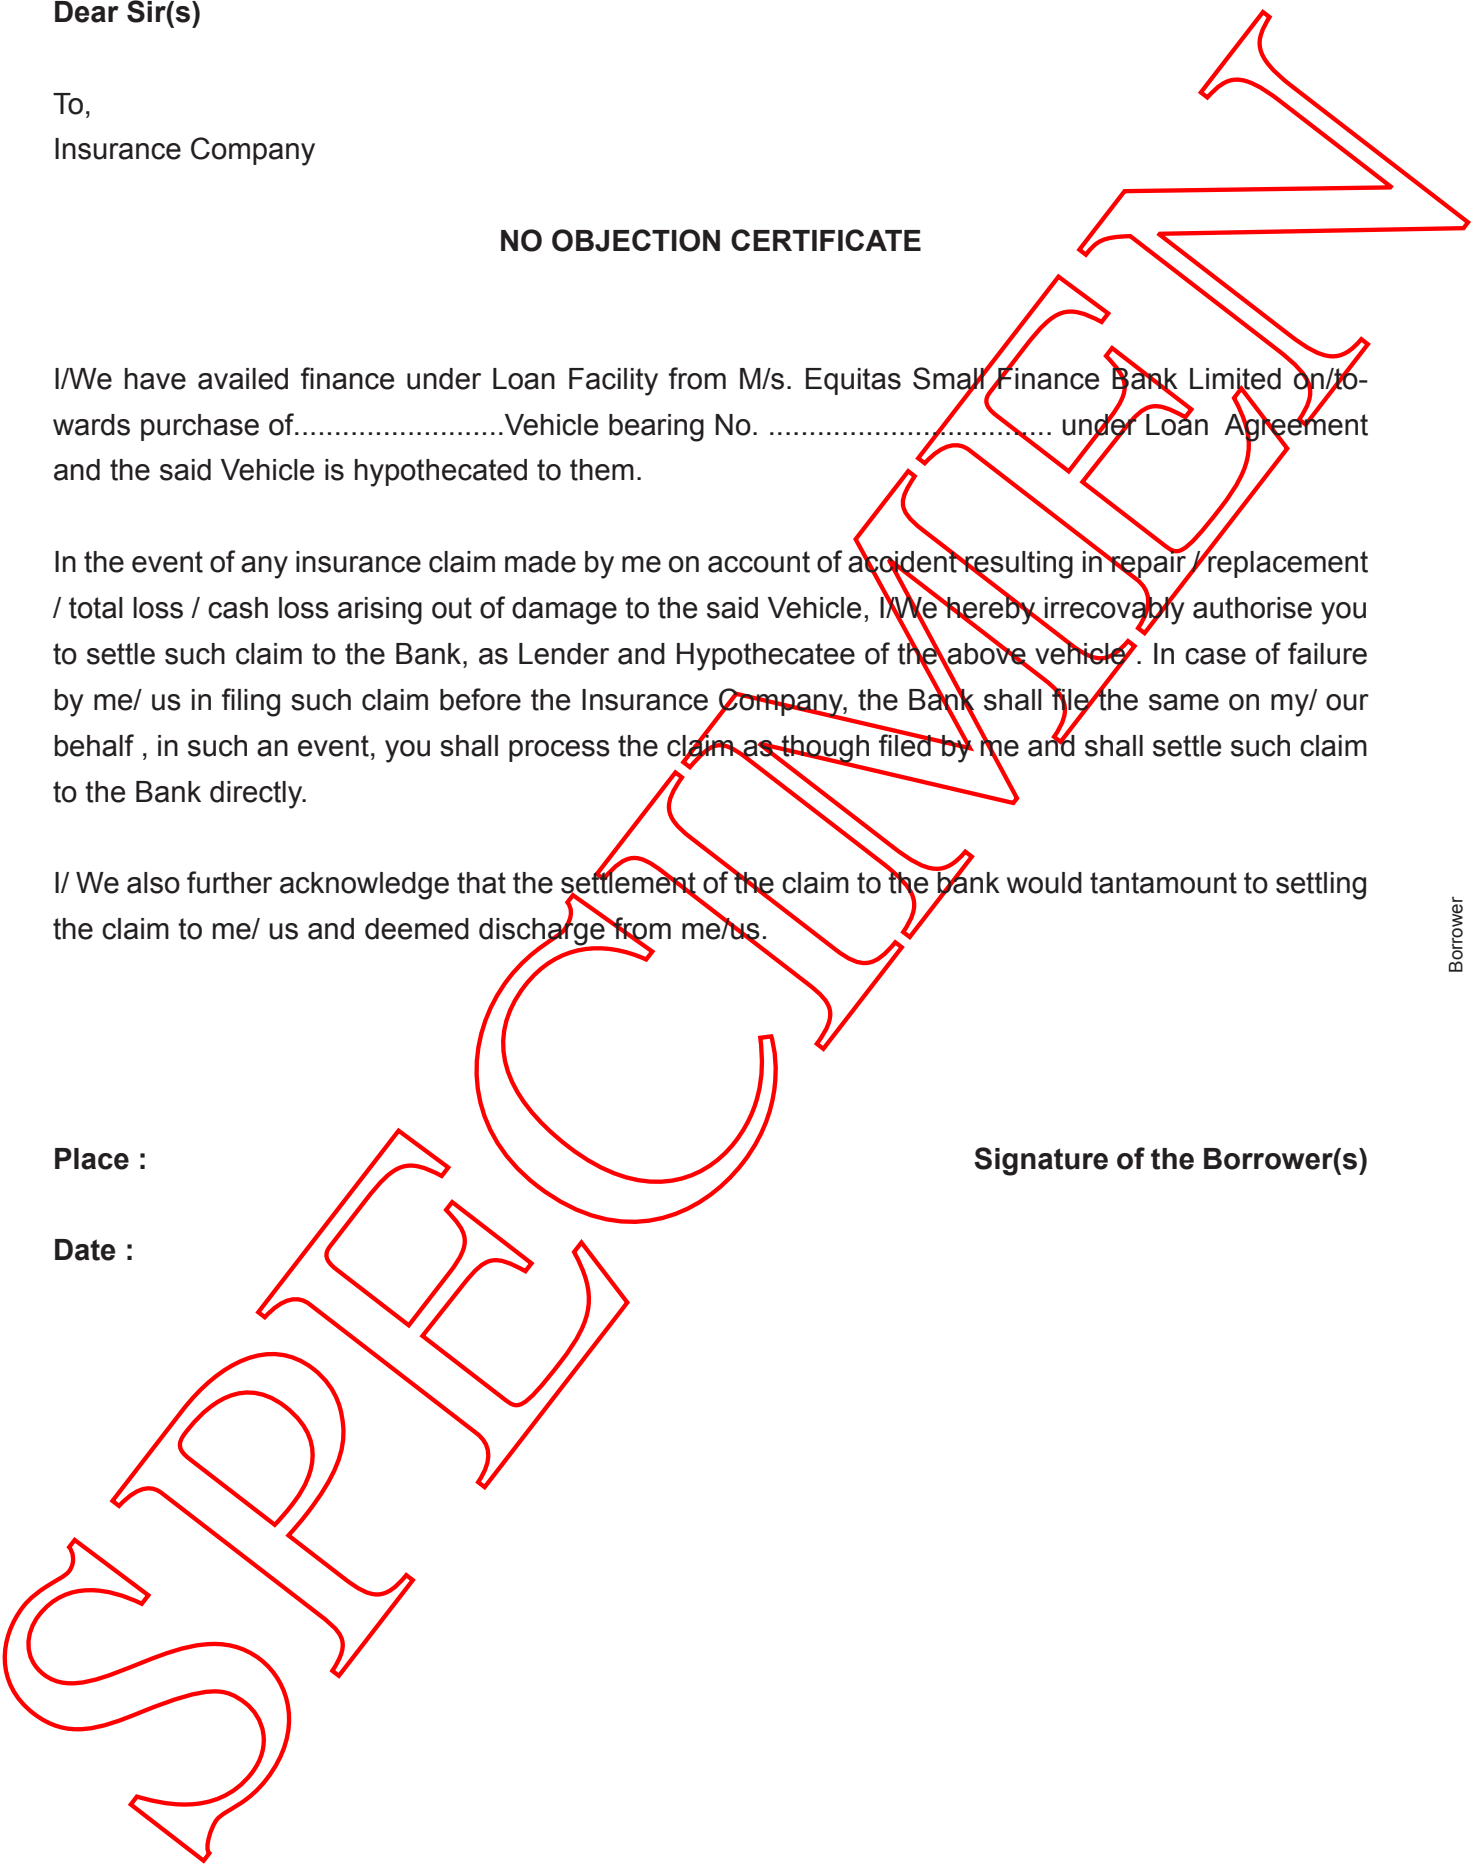 Dear Sir(s)
To,
Insurance Company
NO OBJECTION CERTIFICATE
I/We have availed finance under Loan Facility from M/s. Equitas Small Finance Bank Limited on/to-
wards purchase of..........................Vehicle bearing No. ................................... under Loan Agreement
and the said Vehicle is hypothecated to them.
In the event of any insurance claim made by me on account of accident resulting in repair / replacement
/ total loss / cash loss arising out of damage to the said Vehicle, I/We hereby irrecovably authorise you
to settle such claim to the Bank, as Lender and Hypothecatee of the above vehicle . In case of failure
by me/ us in filing such claim before the Insurance Company, the Bank shall file the same on my/ our
behalf , in such an event, you shall process the claim as though filed by me and shall settle such claim
to the Bank directly.
I/ We also further acknowledge that the settlement of the claim to the bank would tantamount to settling
the claim to me/ us and deemed discharge from me/us.
Borrower
Place :
Signature of the Borrower(s)
Date :
SPECIMEN